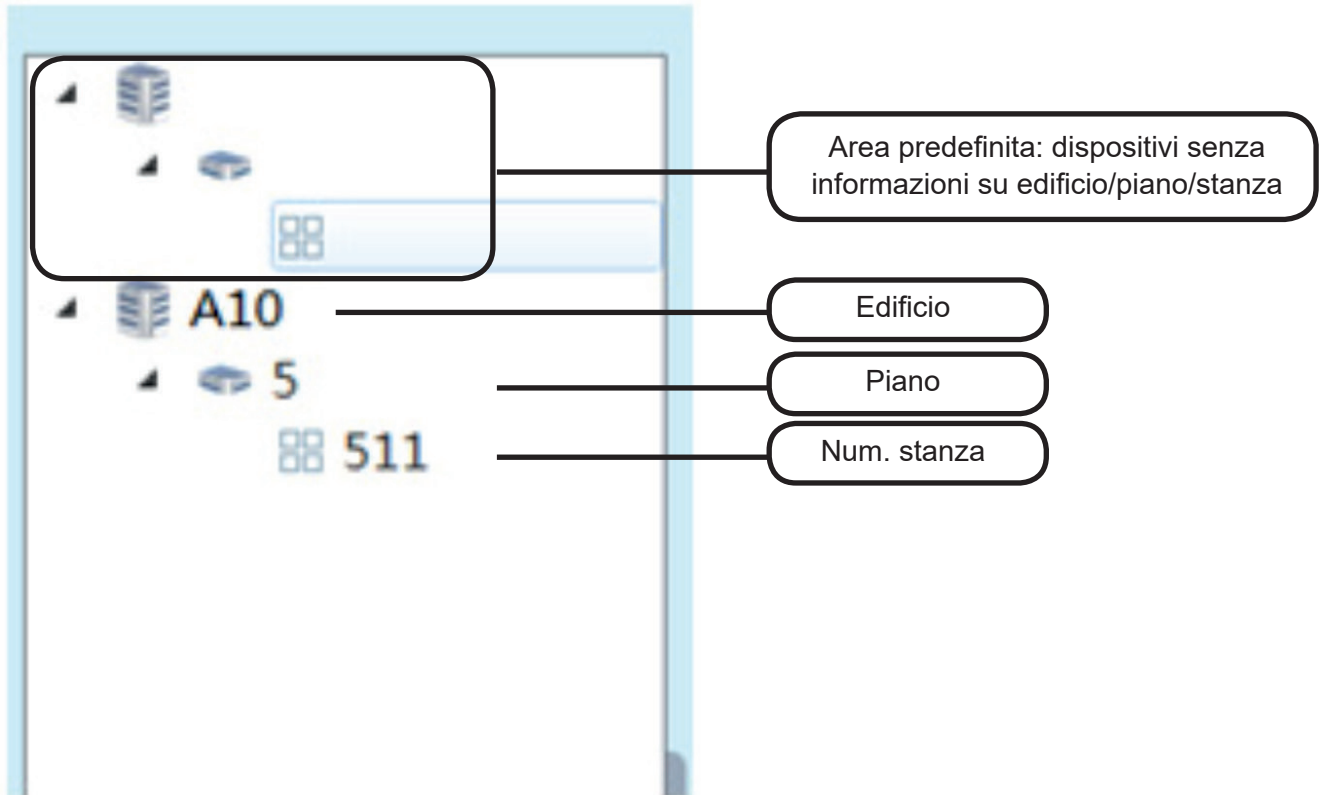 Area predefinita: dispositivi senza
informazioni su edificio/piano/stanza
A10
Edificio
5
Piano
511
Num. stanza